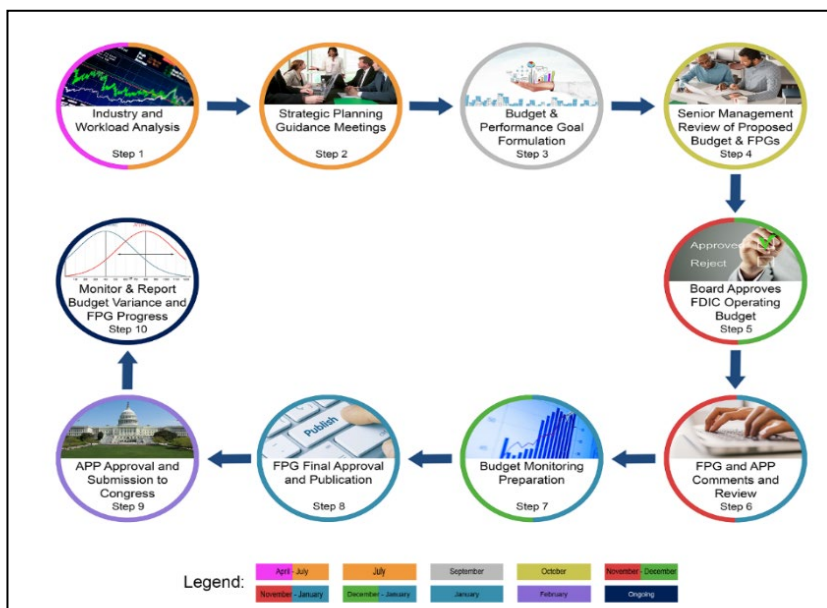 Industry and
Workload Analysis
Step 1
Strategic Planning
Guidance Meetings
Step 2
Budget &
Performance Goal
Formulation
Step 3
Senior Management
Review of Proposed
Budget & FPGs
Step 4
Approved
Reject
Board Approves
FDIC Operating
Budget
Step 5
FPG and APP
Comments and
Review
Step 6
Budget Monitoring
Preparation
Step 7
Publish
FPG Final Approval
and Publication
Step 8
APP Approval and
Submission to
Congress
Step 9
Monitor & Report
Budget Variance and
FPG Progress
Step 10
Legend:
April - July
July
September
October
November - December
November - January
December - January
January
February
Ongoing